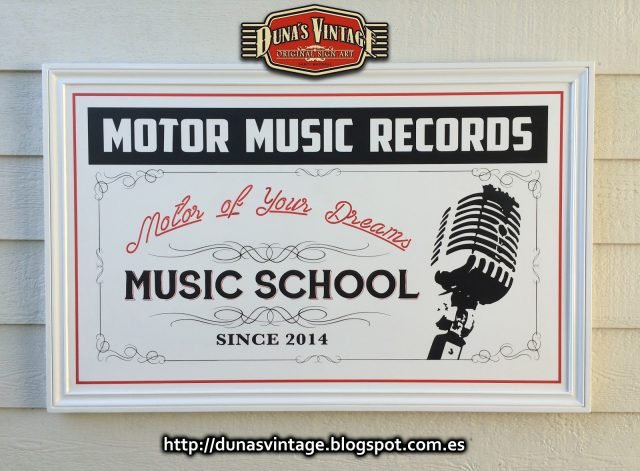 DUNA'S VINTAGE
ORIGINAL SIGN ART
MOTOR MUSIC RECORDS
Motor of Your Dreams
MUSIC SCHOOL
SINCE 2014
http://dunasvintage.blogspot.com.es